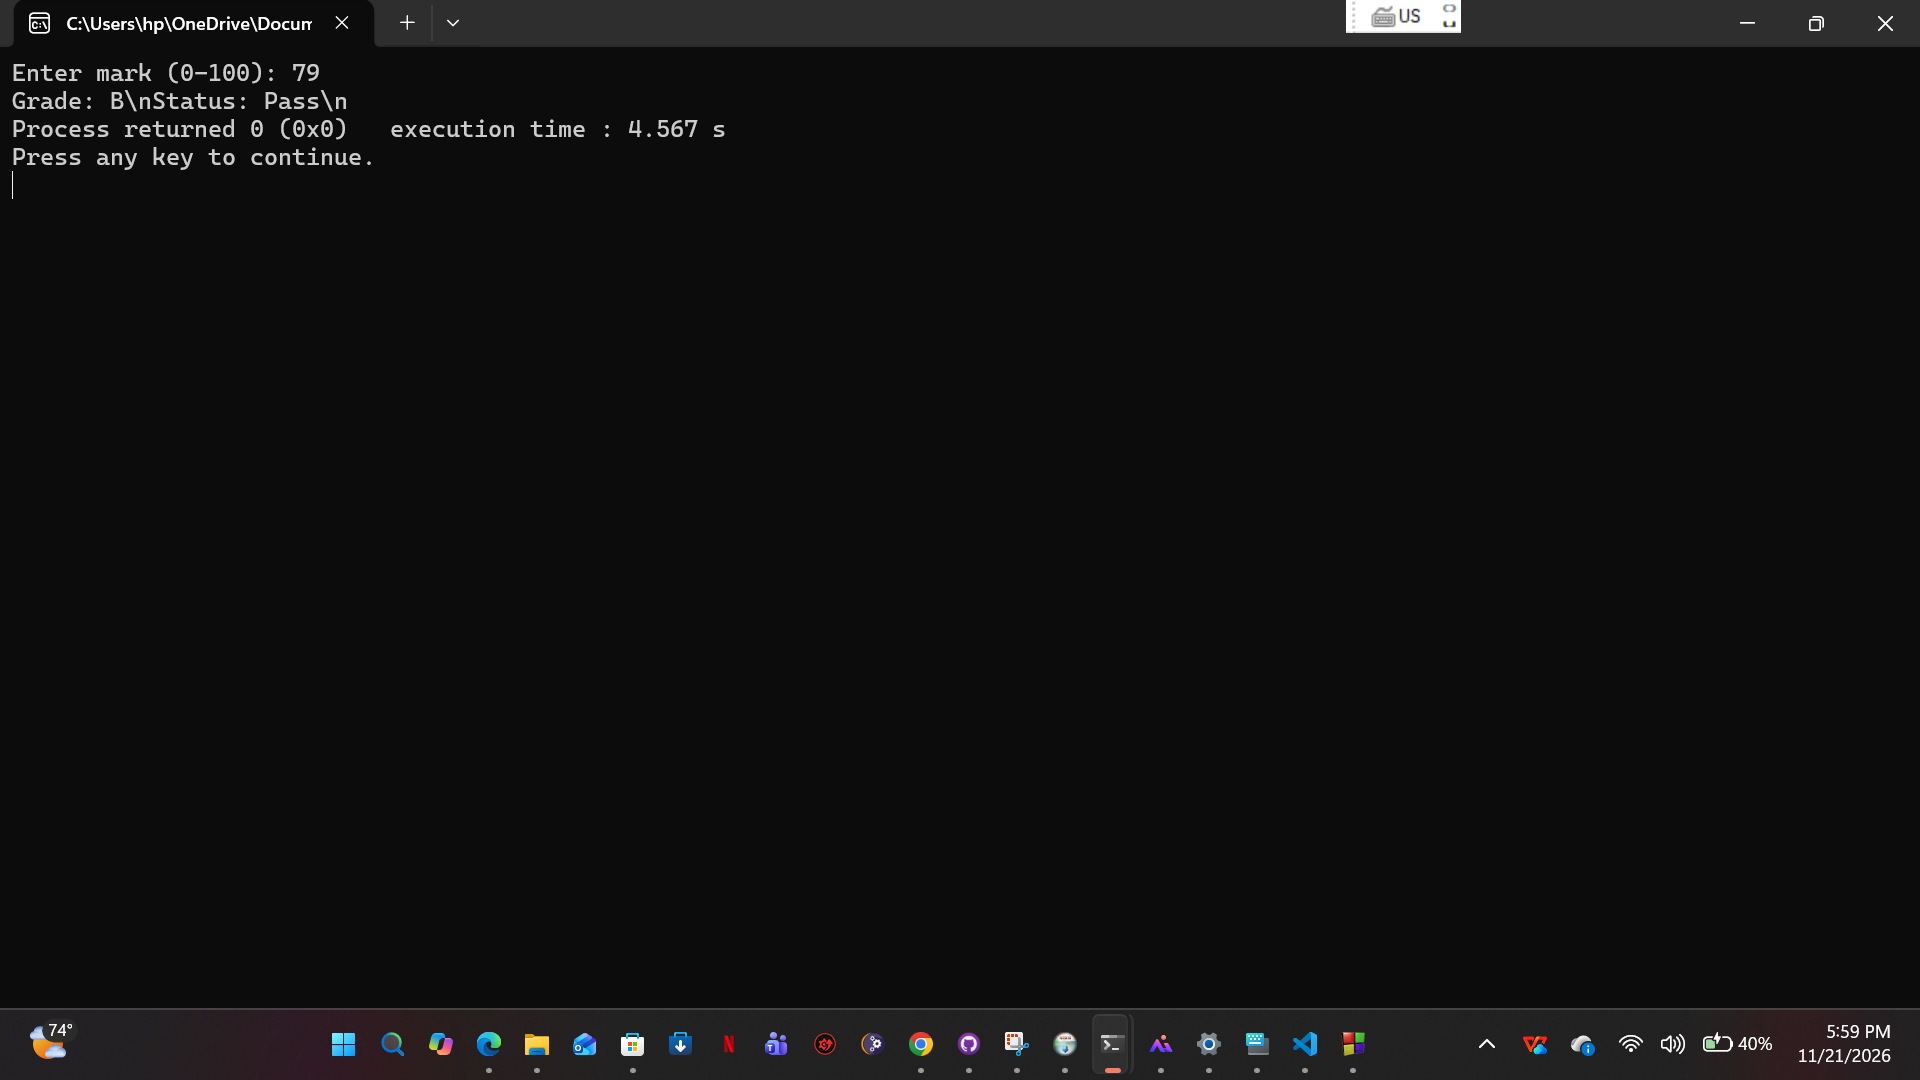 C:\Users\hp\OneDrive\Docum
US
Enter mark (0-100): 79
Grade: B\nStatus: Pass\n
Process returned 0 (0x0)   execution time : 4.567 s
Press any key to continue.
74°
40%
5:59 PM
11/21/2026